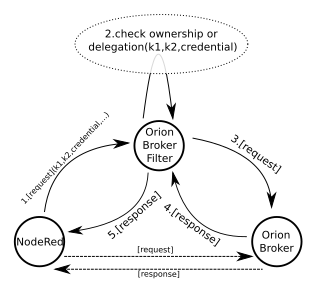 2.check ownership or
delegation(k1,k2,credential)
Orion
Broker
Filter
1.[request](k1,k2,credential,...)
3.[request]
5.[response]
4.[response]
NodeRed
[request]
[response]
Orion
Broker